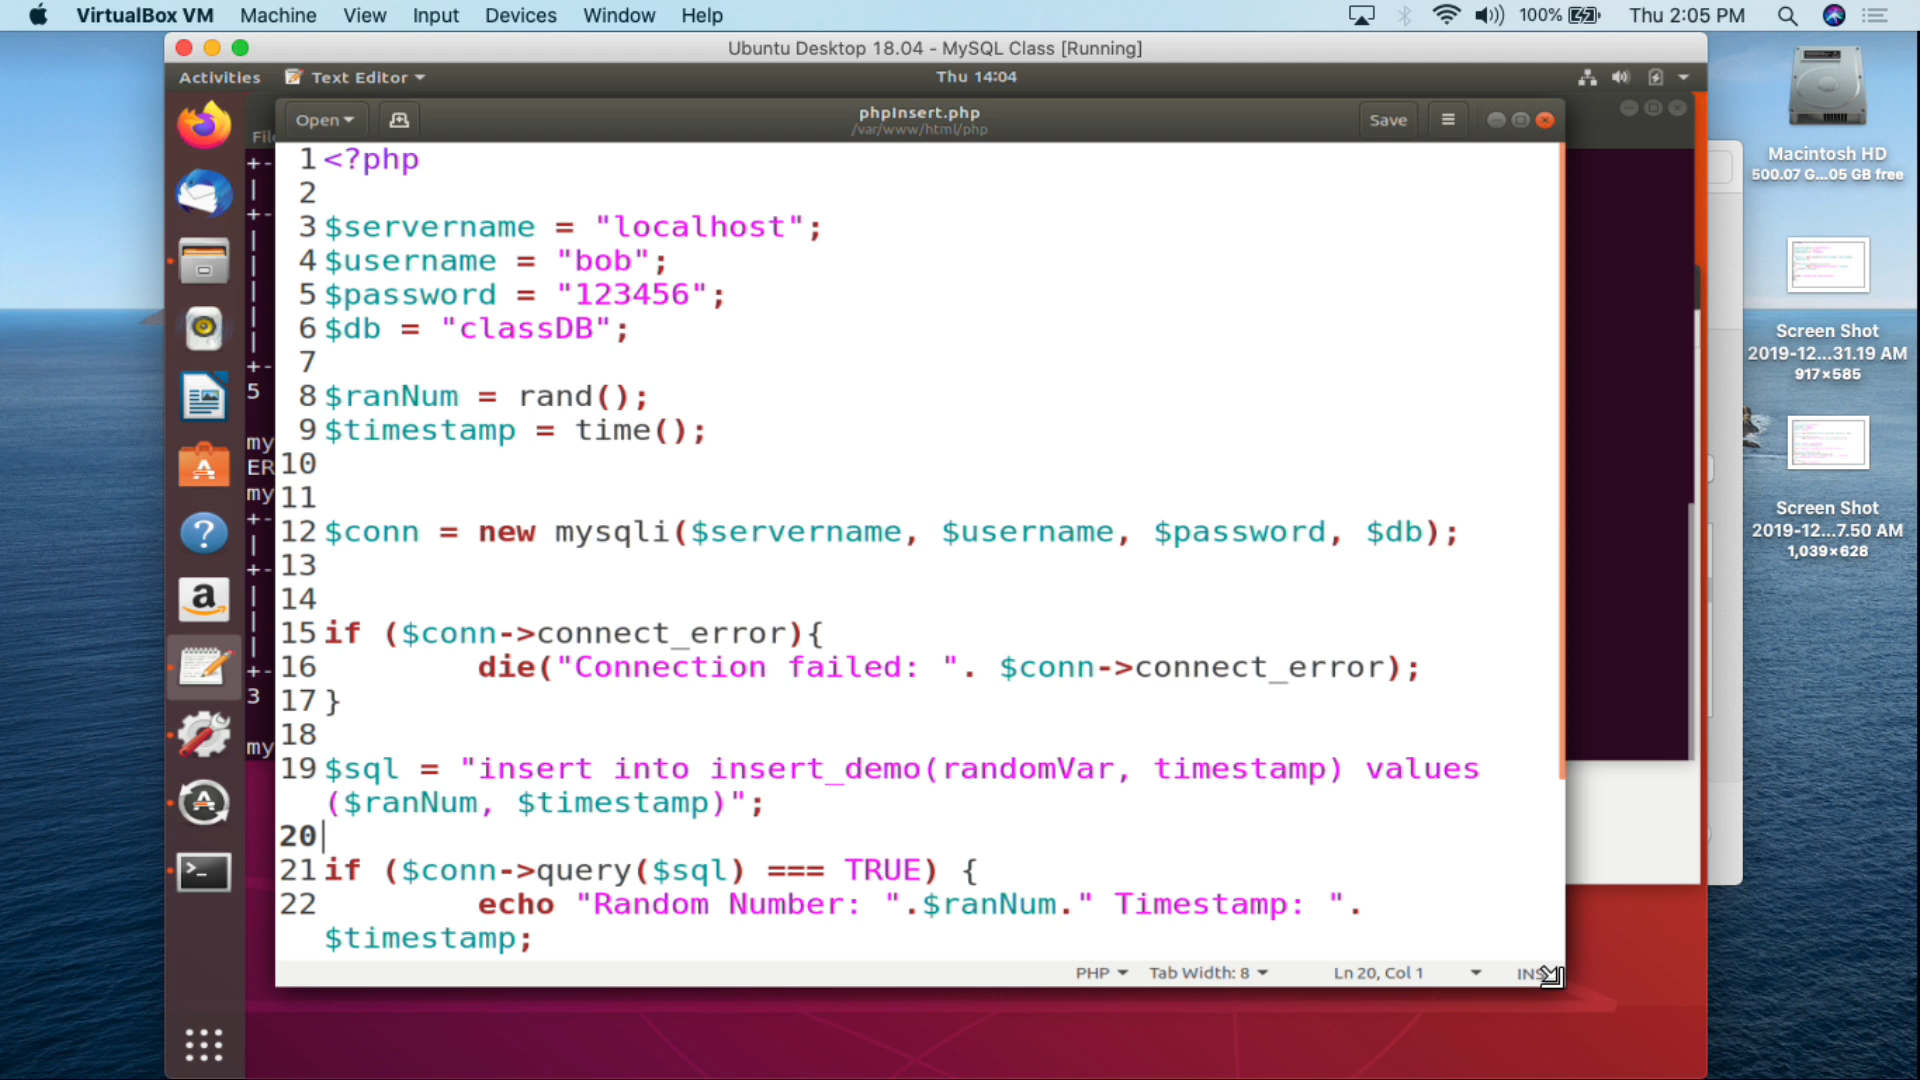 VirtualBox VM Machine View Input Devices Window Help 100% Thu 2:05 PM
Ubuntu Desktop 18.04 - MySQL Class [Running]
Activities Text Editor Thu 14:04
Open phpInsert.php Save
/var/www/html/php
Macintosh HD
500.07 G...05 GB free
Screen Shot
2019-12...31.19 AM
917×585
Screen Shot
2019-12...7.50 AM
1,039×628
1 <?php
2
3 $servername = "localhost";
4 $username = "bob";
5 $password = "123456";
6 $db = "classDB";
7
8 $ranNum = rand();
9 $timestamp = time();
10
11
12 $conn = new mysqli($servername, $username, $password, $db);
13
14
15 if ($conn->connect_error){
16 die("Connection failed: ". $conn->connect_error);
17 }
18
19 $sql = "insert into insert_demo(randomVar, timestamp) values
($ranNum, $timestamp)";
20
21 if ($conn->query($sql) === TRUE) {
22 echo "Random Number: ".$ranNum." Timestamp: ".
$timestamp;
PHP Tab Width: 8 Ln 20, Col 1 INS
5
my
ER
my
3
my